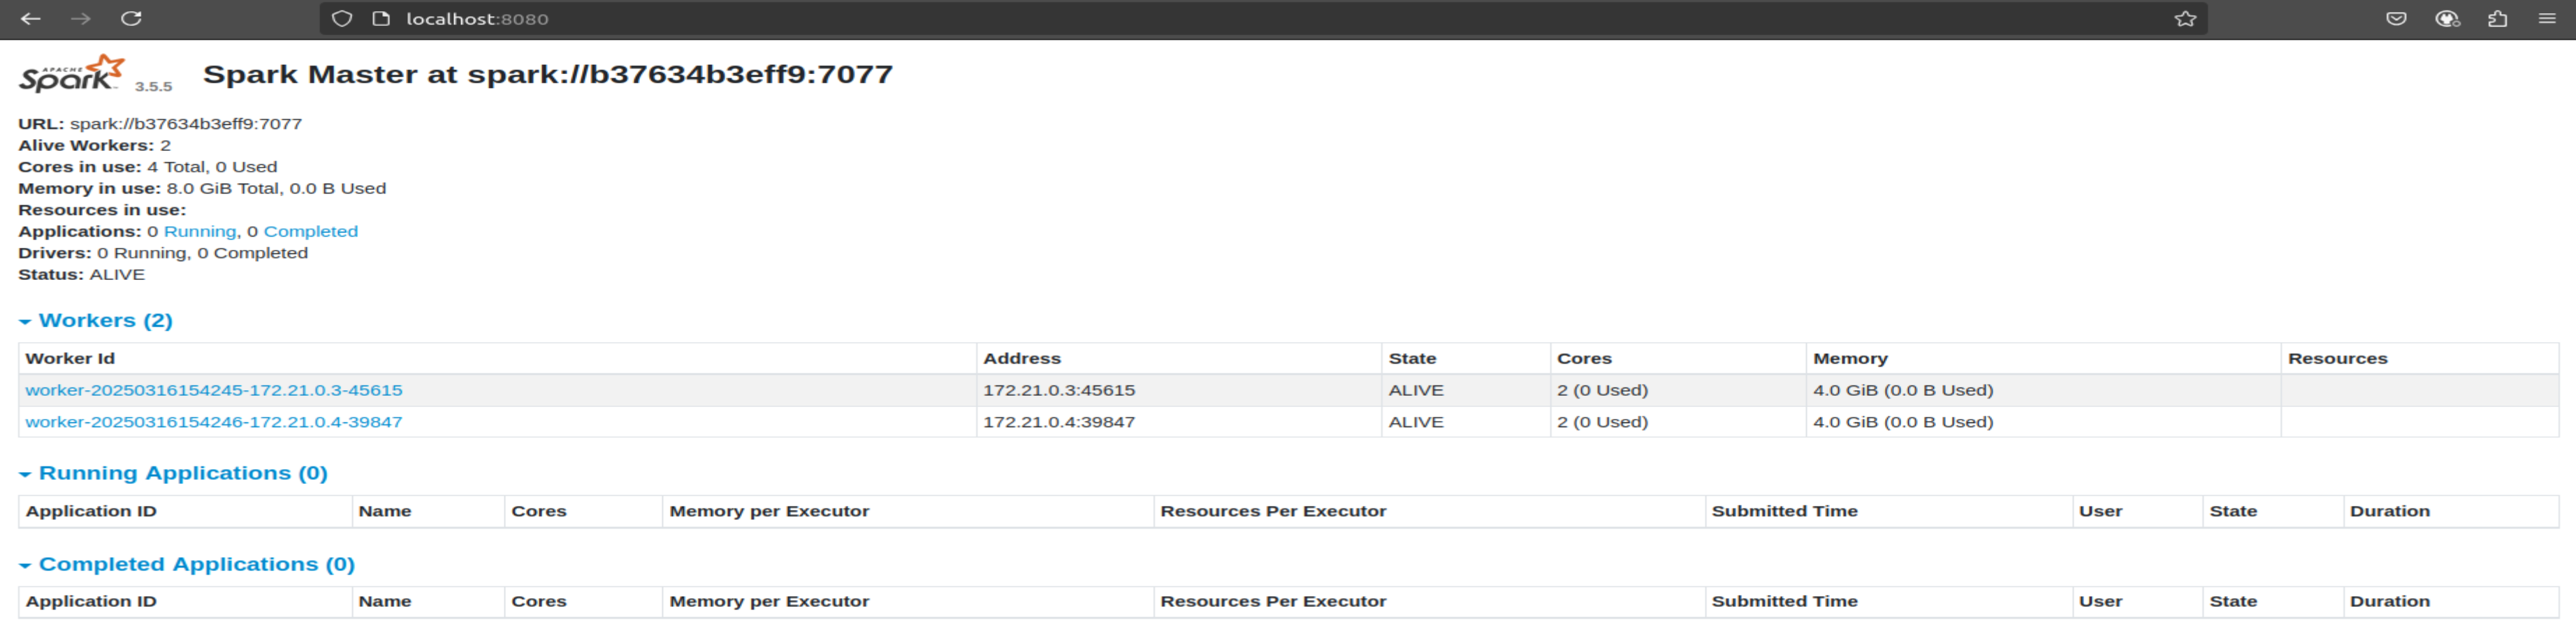 localhost:8080
APACHE Spark™ 3.5.5 Spark Master at spark://b37634b3eff9:7077
URL: spark://b37634b3eff9:7077
Alive Workers: 2
Cores in use: 4 Total, 0 Used
Memory in use: 8.0 GiB Total, 0.0 B Used
Resources in use:
Applications: 0 Running, 0 Completed
Drivers: 0 Running, 0 Completed
Status: ALIVE
Workers (2)
Worker Id Address State Cores Memory Resources
worker-20250316154245-172.21.0.3-45615 172.21.0.3:45615 ALIVE 2 (0 Used) 4.0 GiB (0.0 B Used)
worker-20250316154246-172.21.0.4-39847 172.21.0.4:39847 ALIVE 2 (0 Used) 4.0 GiB (0.0 B Used)
Running Applications (0)
Application ID Name Cores Memory per Executor Resources Per Executor Submitted Time User State Duration
Completed Applications (0)
Application ID Name Cores Memory per Executor Resources Per Executor Submitted Time User State Duration